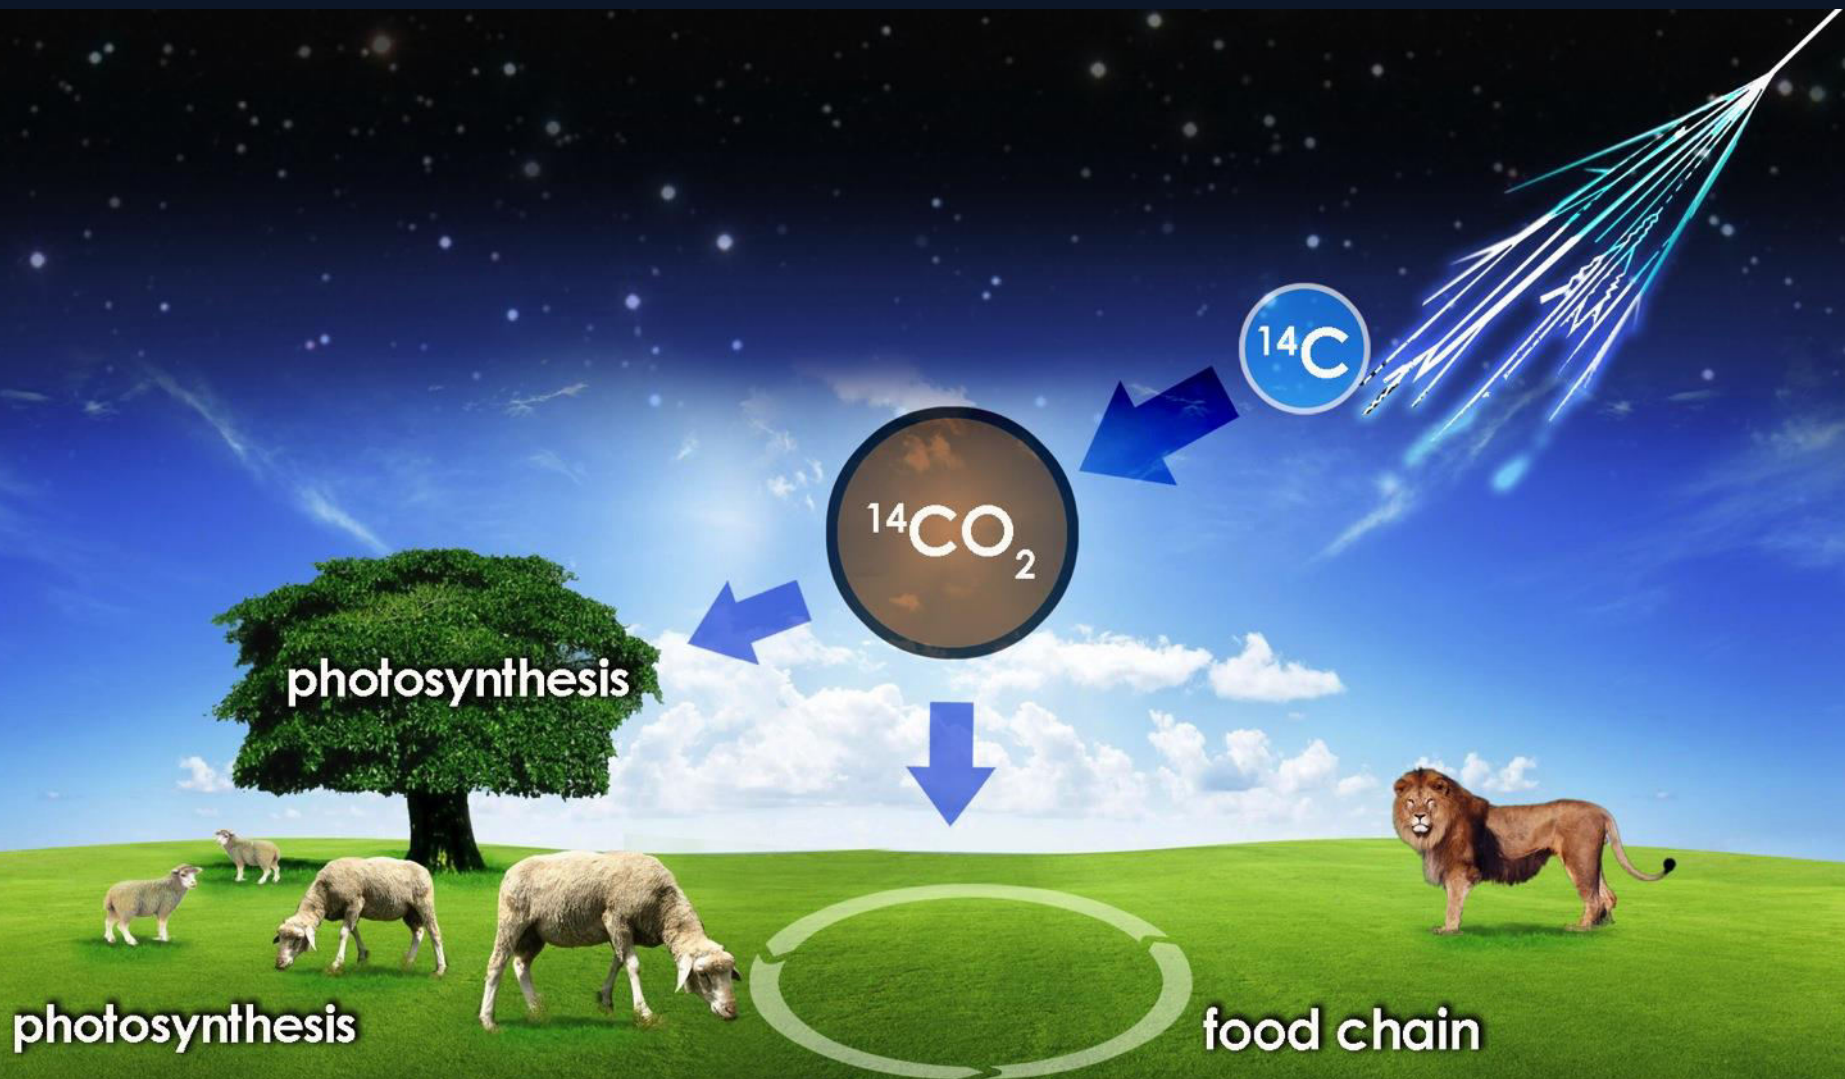 ¹⁴C
¹⁴CO₂
photosynthesis
photosynthesis
food chain